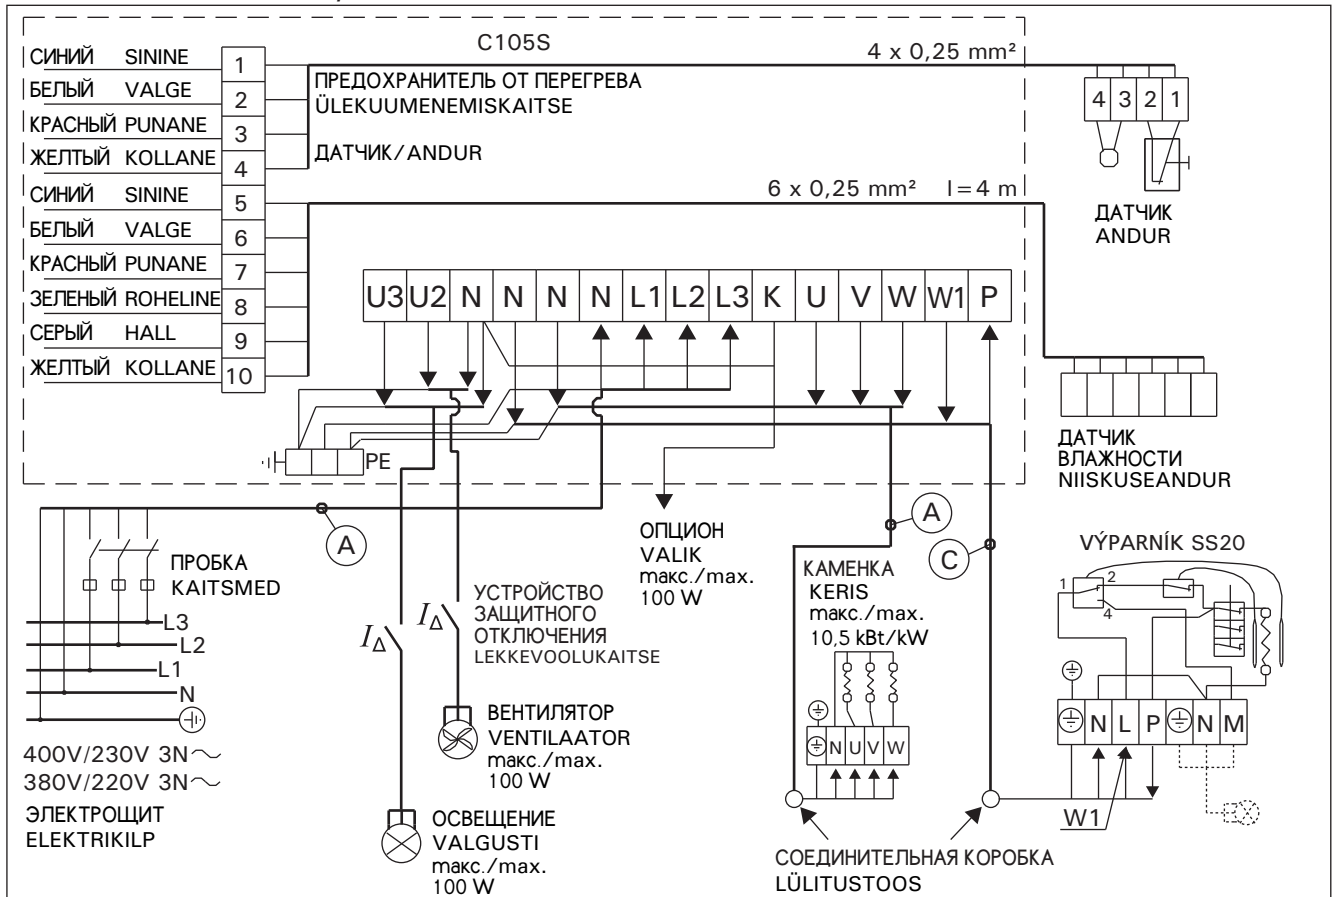 C105S
4 x 0,25 mm²
СИНИЙ SININE 1
БЕЛЫЙ VALGE 2
КРАСНЫЙ PUNANE 3
ЖЕЛТЫЙ KOLLANE 4
СИНИЙ SININE 5
БЕЛЫЙ VALGE 6
КРАСНЫЙ PUNANE 7
ЗЕЛЕНЫЙ ROHELINE 8
СЕРЫЙ HALL 9
ЖЕЛТЫЙ KOLLANE 10
ПРЕДОХРАНИТЕЛЬ ОТ ПЕРЕГРЕВА
ÜLEKUUMENEMISKAITSE
ДАТЧИК/ANDUR
4 3 2 1
ДАТЧИК
ANDUR
6 x 0,25 mm² l=4 m
U3 U2 N N N N L1 L2 L3 K U V W W1 P
PE
ДАТЧИК
ВЛАЖНОСТИ
NIISKUSEANDUR
A
ПРОБКА
KAITSMED
L3
L2
L1
N
400V/230V 3N~
380V/220V 3N~
ЭЛЕКТРОЩИТ
ELEKTRIKILP
I∆
I∆
УСТРОЙСТВО
ЗАЩИТНОГО
ОТКЛЮЧЕНИЯ
LEKKEVOOLUKAITSE
ВЕНТИЛЯТОР
VENTILAATOR
макс./max.
100 W
ОСВЕЩЕНИЕ
VALGUSTI
макс./max.
100 W
ОПЦИОН
VALIK
макс./max.
100 W
A
C
КАМЕНКА
KERIS
макс./max.
10,5 kBt/kW
N U V W
VÝPARNÍK SS20
1 2
4
N L P N M
W1
СОЕДИНИТЕЛЬНАЯ КОРОБКА
LÜLITUSTOOS